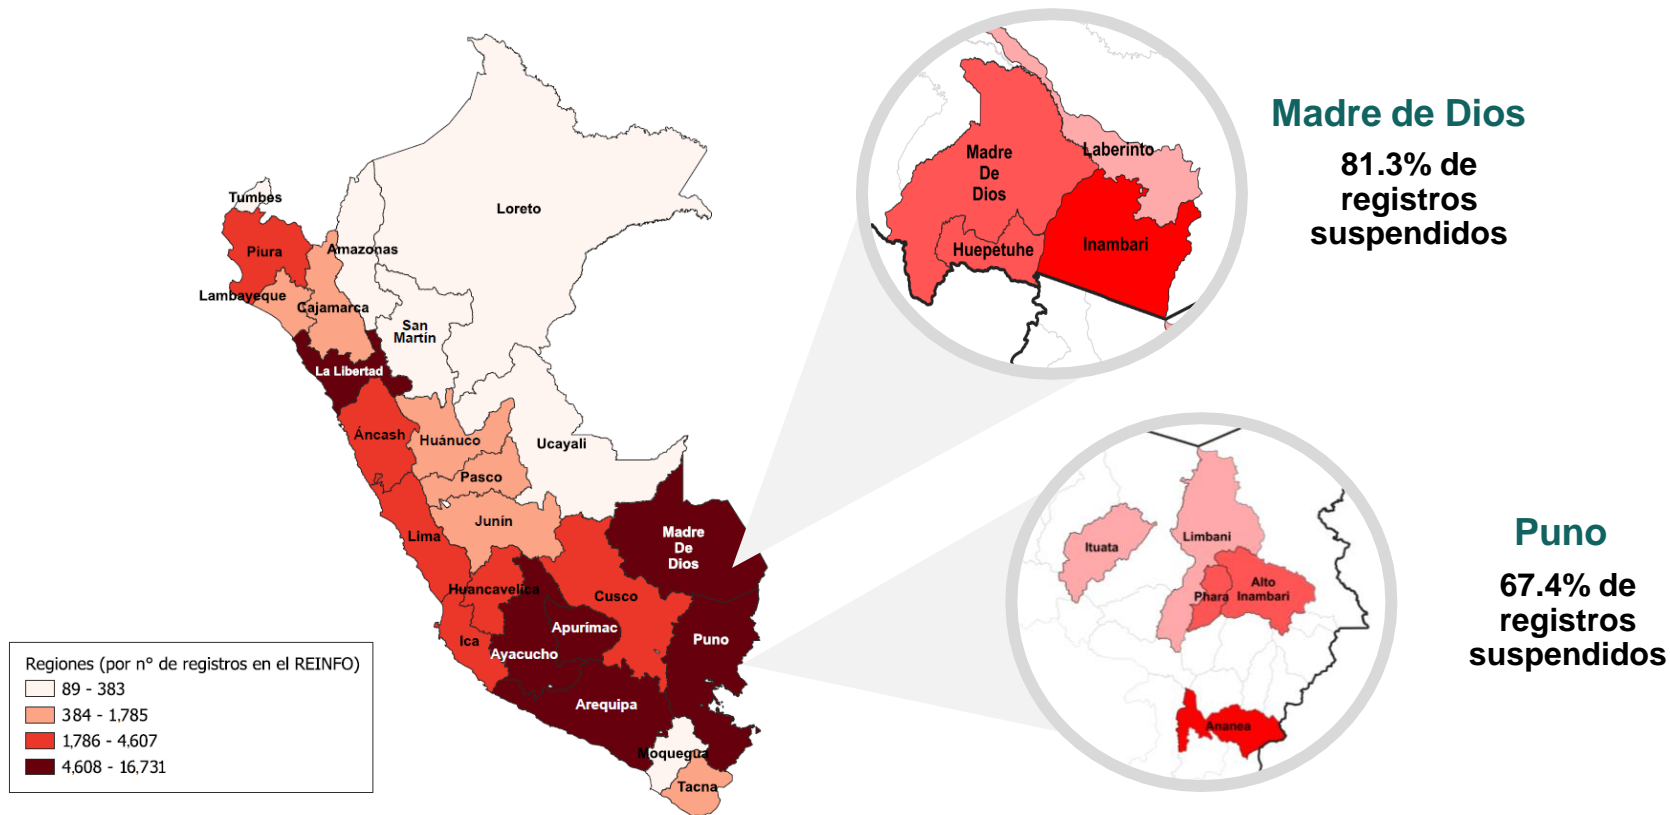 Tumbes
Piura
Lambayeque
Amazonas
Cajamarca
Loreto
San
Martín
La Libertad
Áncash
Huánuco
Ucayali
Pasco
Junín
Lima
Madre
De
Dios
Huancavelica
Cusco
Ica
Apurímac
Ayacucho
Puno
Arequipa
Moquegua
Tacna
Regiones (por n° de registros en el REINFO)
89 - 383
384 - 1,785
1,786 - 4,607
4,608 - 16,731
Madre
De
Dios
Laberinto
Huepetuhe
Inambari
Madre de Dios
81.3% de
registros
suspendidos
Ituata
Limbani
Phara
Alto
Inambari
Ananea
Puno
67.4% de
registros
suspendidos